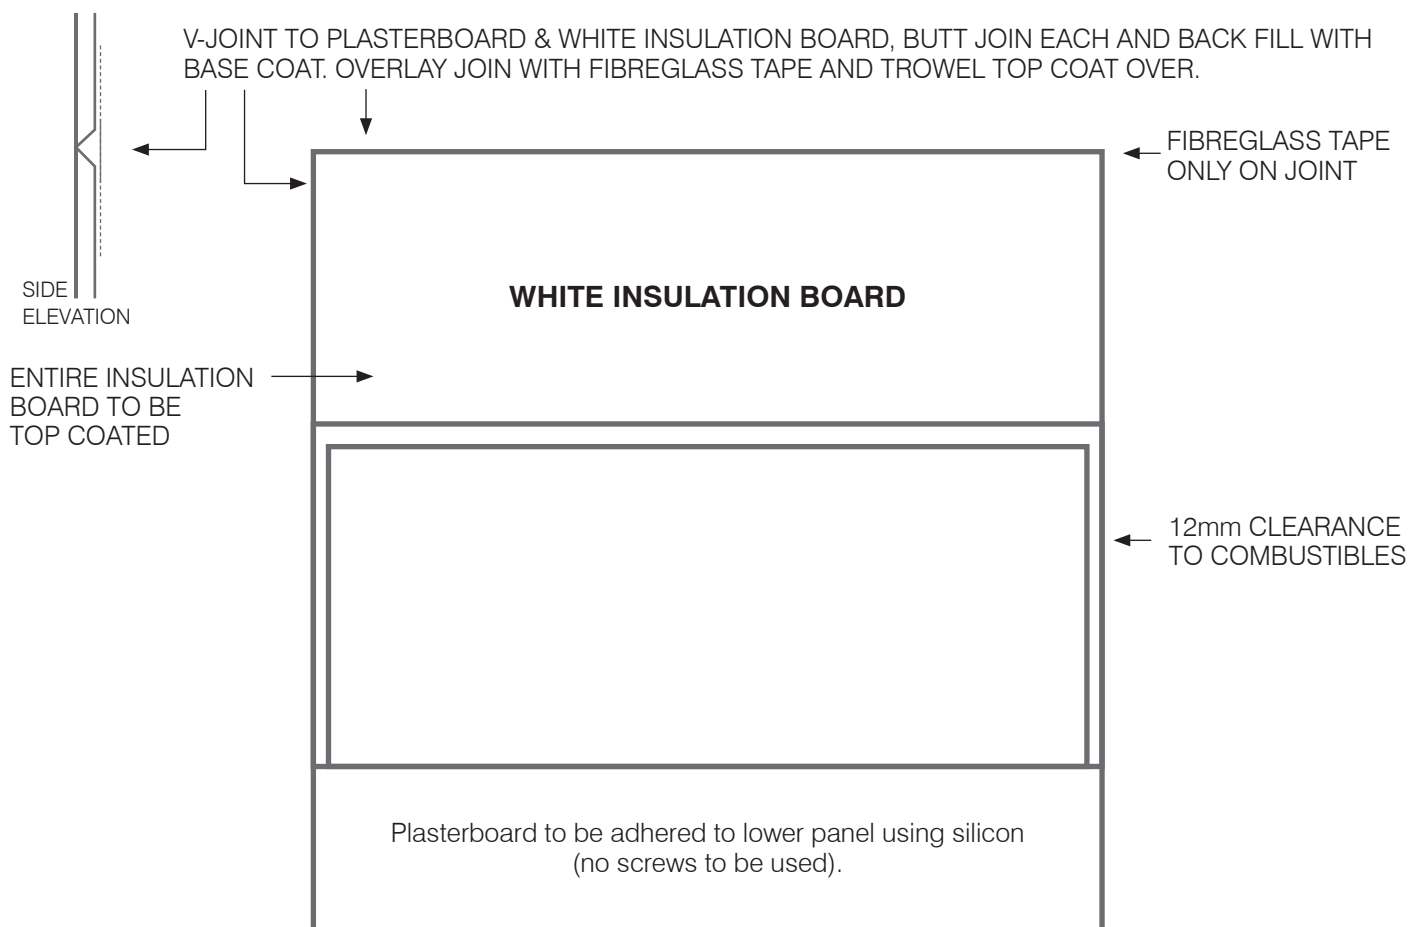 V-JOINT TO PLASTERBOARD & WHITE INSULATION BOARD, BUTT JOIN EACH AND BACK FILL WITH
BASE COAT. OVERLAY JOIN WITH FIBREGLASS TAPE AND TROWEL TOP COAT OVER.
FIBREGLASS TAPE
ONLY ON JOINT
SIDE
ELEVATION
WHITE INSULATION BOARD
ENTIRE INSULATION
BOARD TO BE
TOP COATED
12mm CLEARANCE
TO COMBUSTIBLES
Plasterboard to be adhered to lower panel using silicon
(no screws to be used).